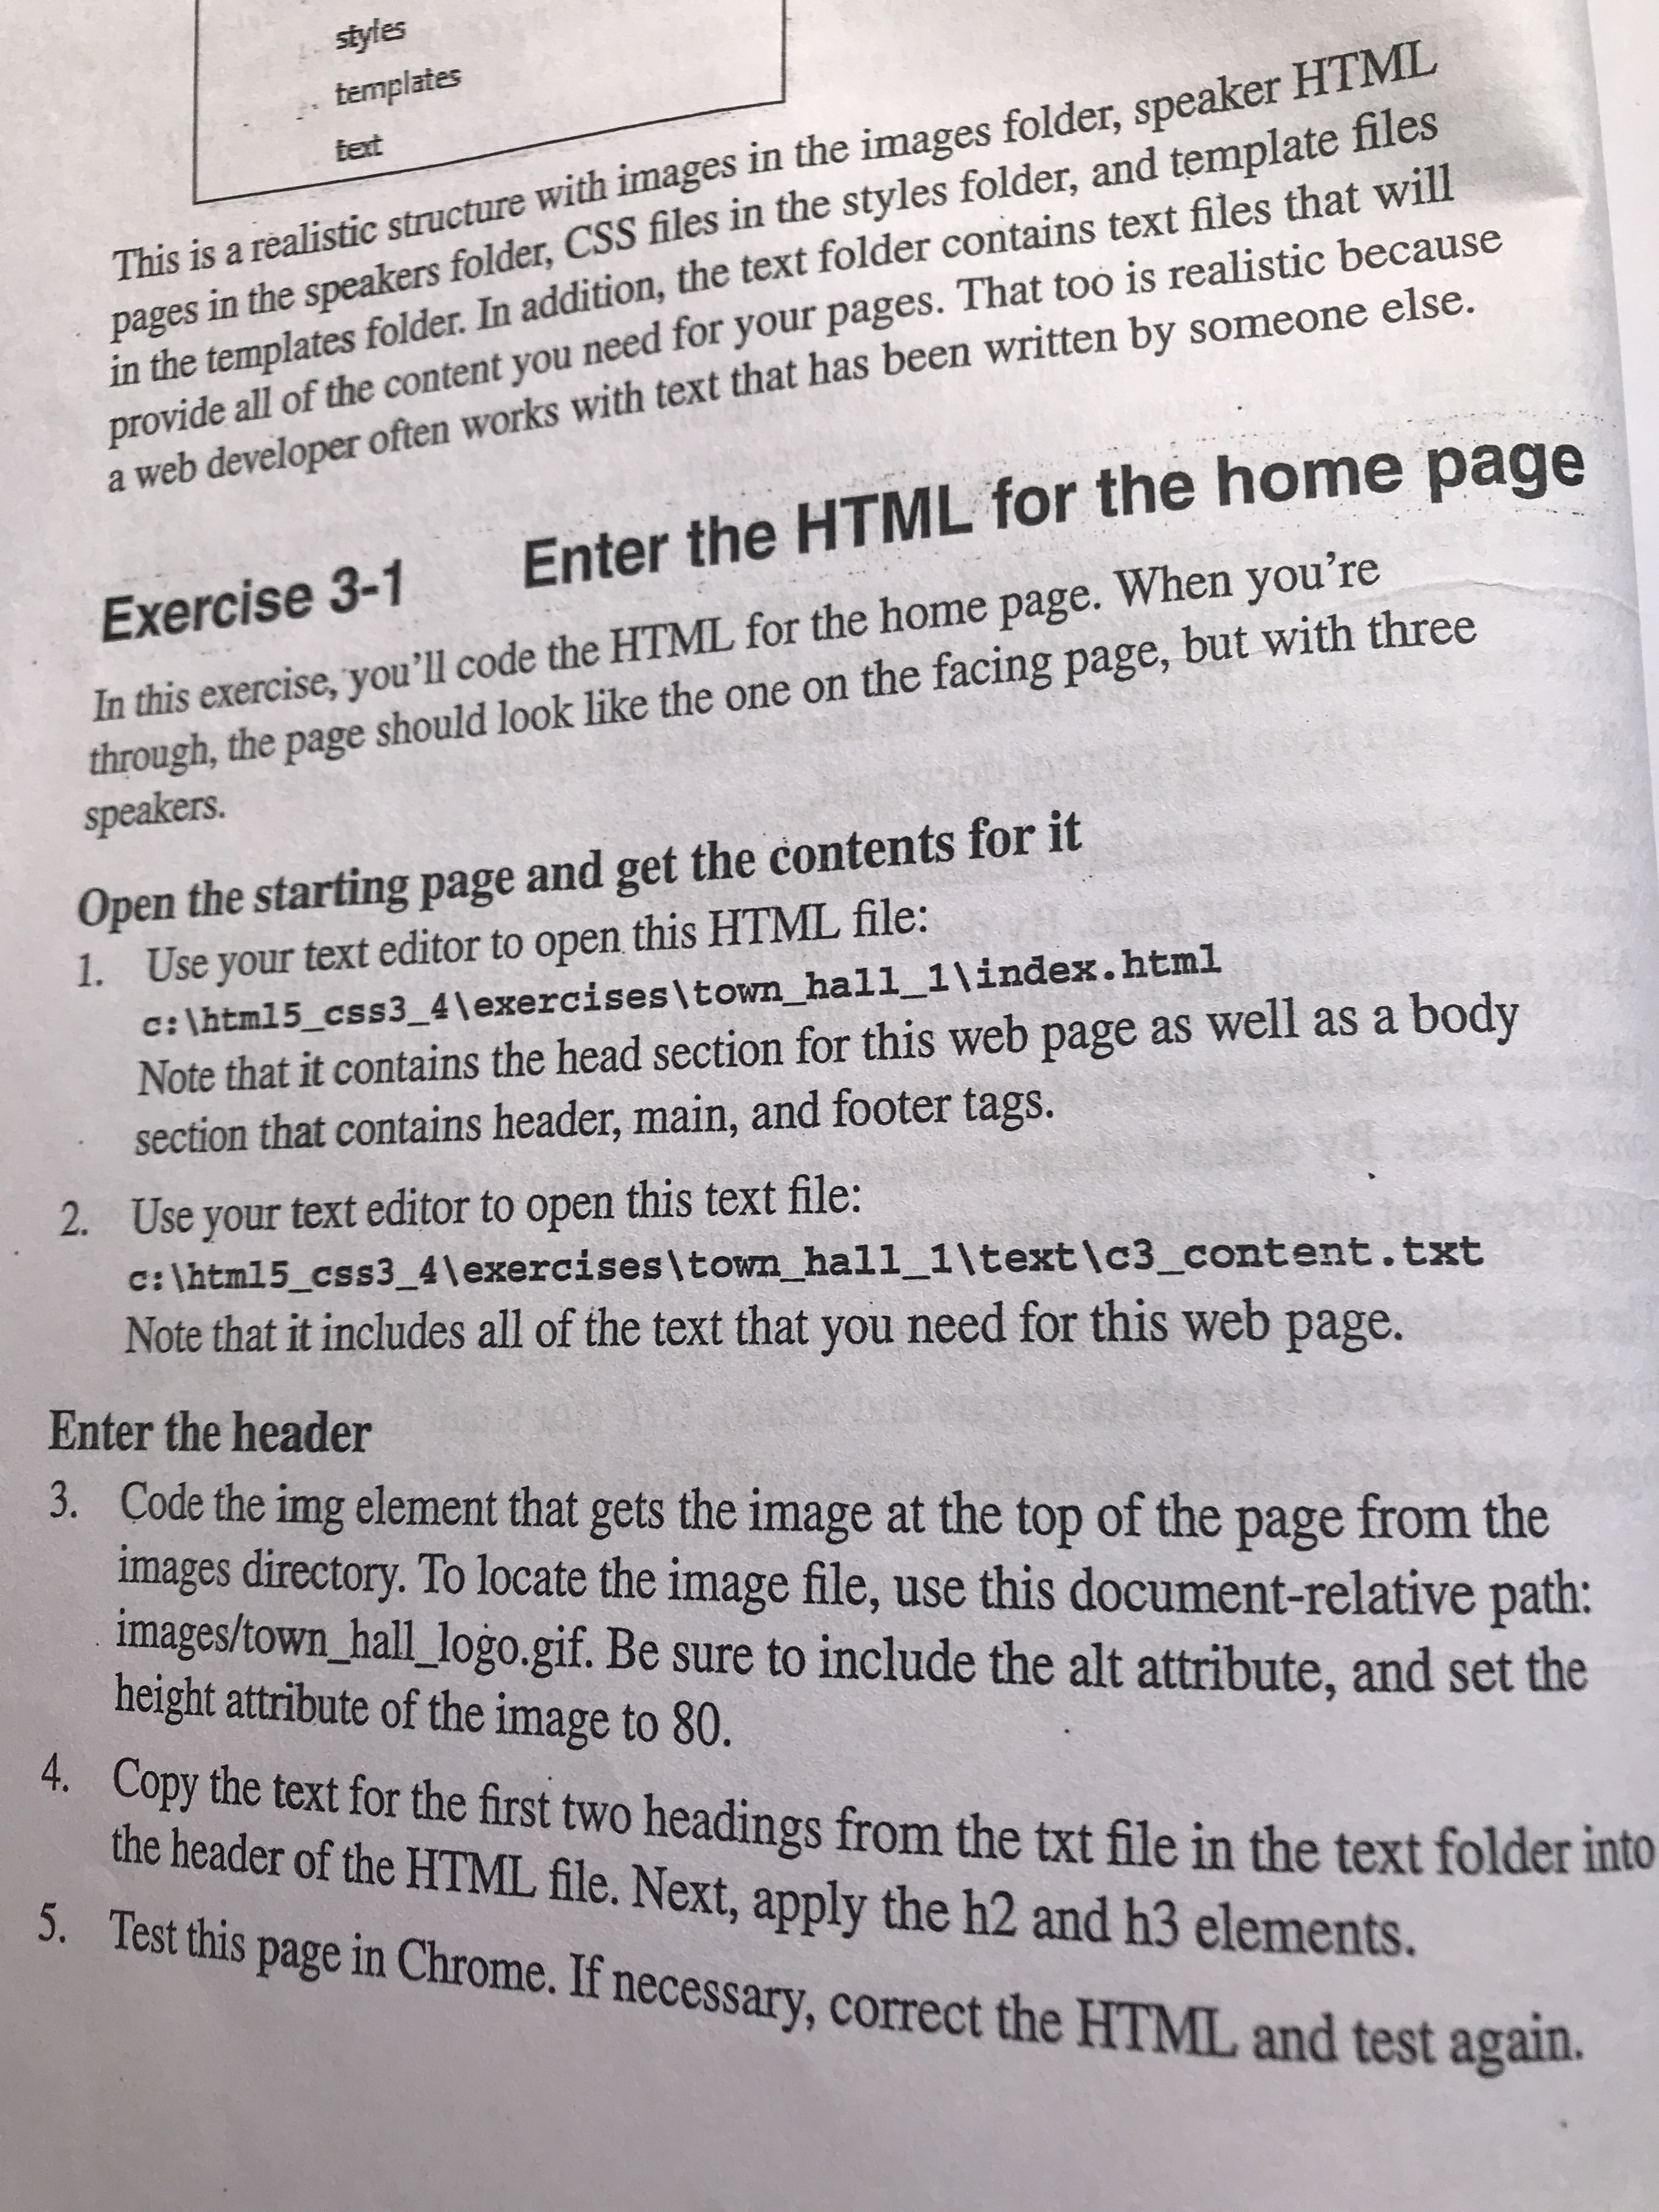 styles
templates
text
This is a realistic structure with images in the images folder, speaker HTML
pages in the speakers folder, CSS files in the styles folder, and template files
in the templates folder. In addition, the text folder contains text files that will
provide all of the content you need for your pages. That too is realistic because
a web developer often works with text that has been written by someone else.
Exercise 3-1 Enter the HTML for the home page
In this exercise, you'll code the HTML for the home page. When you're
through, the page should look like the one on the facing page, but with three
speakers.
Open the starting page and get the contents for it
1. Use your text editor to open this HTML file:
c:\html5_css3_4\exercises\town_hall_1\index.html
Note that it contains the head section for this web page as well as a body
section that contains header, main, and footer tags.
2. Use your text editor to open this text file:
c:\html5_css3_4\exercises\town_hall_1\text\c3_content.txt
Note that it includes all of the text that you need for this web page.
Enter the header
3. Code the img element that gets the image at the top of the page from the
images directory. To locate the image file, use this document-relative path:
images/town_hall_logo.gif. Be sure to include the alt attribute, and set the
height attribute of the image to 80.
4. Copy the text for the first two headings from the txt file in the text folder into
the header of the HTML file. Next, apply the h2 and h3 elements.
5. Test this page in Chrome. If necessary, correct the HTML and test again.